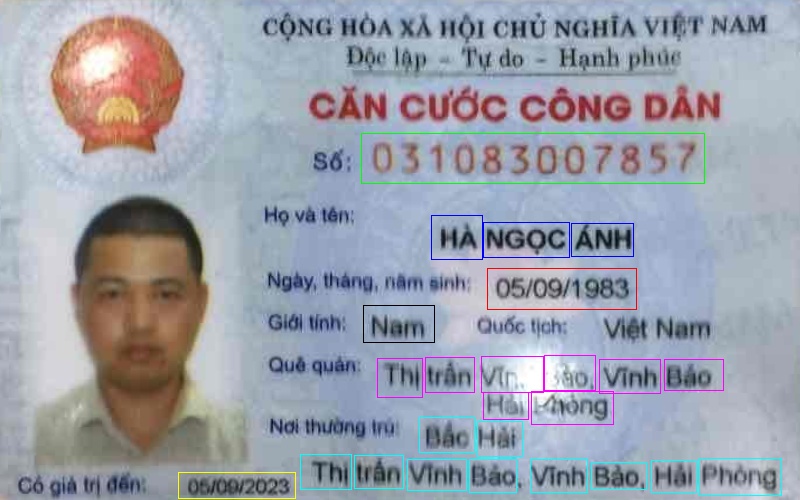 CỘNG HÒA XÃ HỘI CHỦ NGHĨA VIỆT NAM
Độc lập - Tự do - Hạnh phúc
CĂN CƯỚC CÔNG DÂN
Số: 031083007857
Họ và tên:
HÀ NGỌC ÁNH
Ngày, tháng, năm sinh: 05/09/1983
Giới tính: Nam Quốc tịch: Việt Nam
Quê quán: Thị trấn Vĩnh Bảo, Vĩnh Bảo
Hải Phòng
Nơi thường trú: Bắc Hải
Thị trấn Vĩnh Bảo, Vĩnh Bảo, Hải Phòng
Có giá trị đến: 05/09/2023